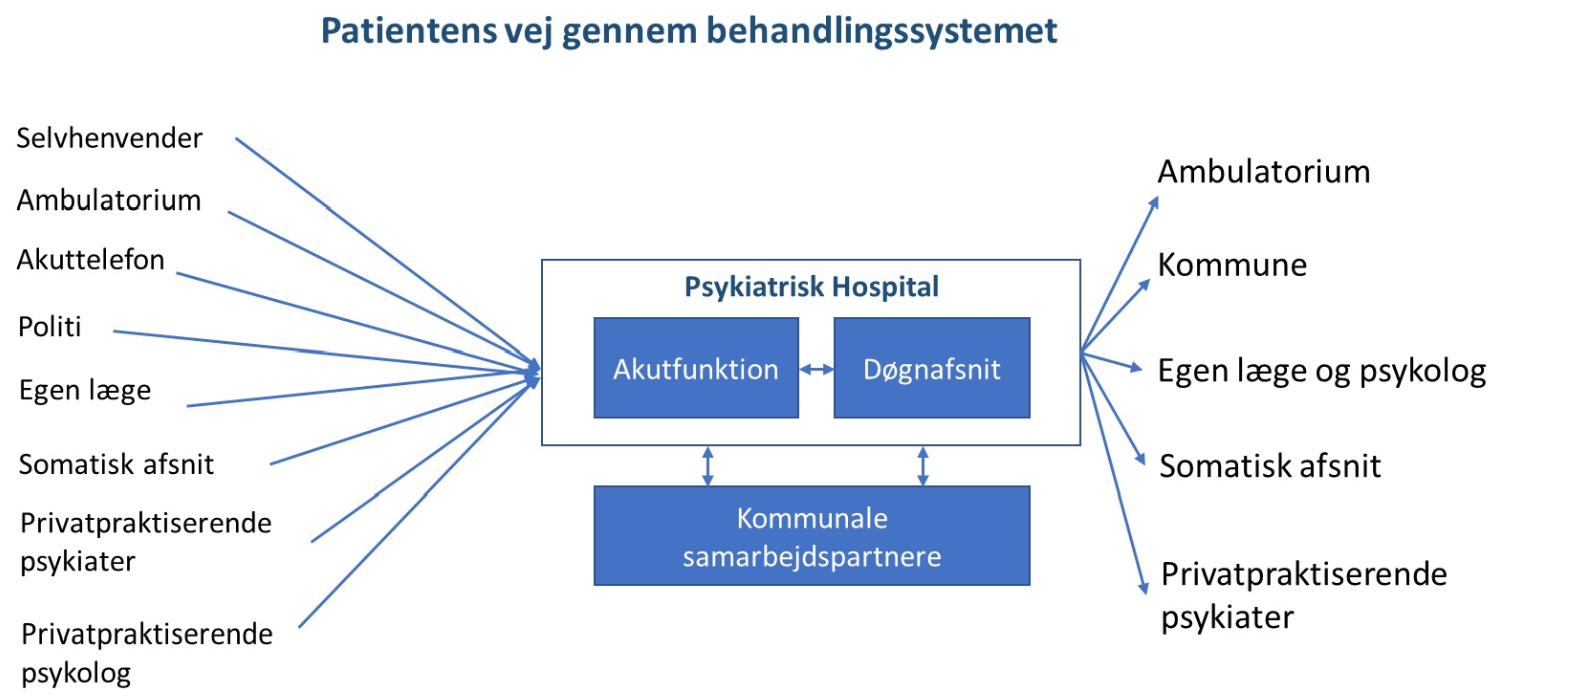 Patientens vej gennem behandlingssystemet
Selvhenvender
Ambulatorium
Akuttelefon
Politi
Egen læge
Somatisk afsnit
Privatpraktiserende
psykiater
Privatpraktiserende
psykolog
Psykiatrisk Hospital
Akutfunktion
Døgnafsnit
Kommunale
samarbejdspartnere
Ambulatorium
Kommune
Egen læge og psykolog
Somatisk afsnit
Privatpraktiserende
psykiater